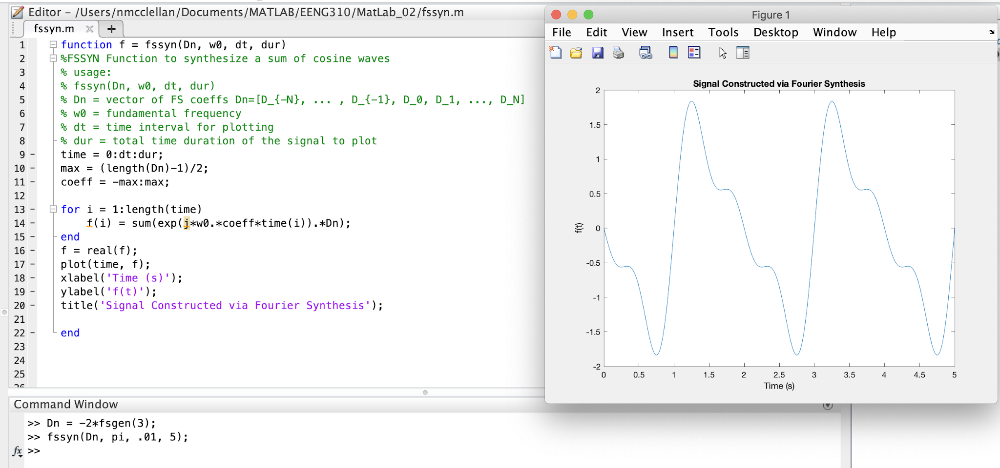 Editor – /Users/nmcclellan/Documents/MATLAB/EENG310/MatLab_02/fssyn.m
fssyn.m
+
1 function f = fssyn(Dn, w0, dt, dur)
2 %FSSYN Function to synthesize a sum of cosine waves
3 % usage:
4 % fssyn(Dn, w0, dt, dur)
5 % Dn = vector of FS coeffs Dn=[D_{-N}, ... , D_{-1}, D_0, D_1, ..., D_N]
6 % w0 = fundamental frequency
7 % dt = time interval for plotting
8 % dur = total time duration of the signal to plot
9 - time = 0:dt:dur;
10 - max = (length(Dn)-1)/2;
11 - coeff = -max:max;
12
13 - for i = 1:length(time)
14 - f(i) = sum(exp(j*w0.*coeff*time(i)).*Dn);
15 - end
16 - f = real(f);
17 - plot(time, f);
18 - xlabel('Time (s)');
19 - ylabel('f(t)');
20 - title('Signal Constructed via Fourier Synthesis');
21
22 - end
23
24
25
26
Command Window
>> Dn = -2*fsgen(3);
>> fssyn(Dn, pi, .01, 5);
fx >>
Figure 1
File Edit View Insert Tools Desktop Window Help
Signal Constructed via Fourier Synthesis
2
1.5
1
0.5
0
-0.5
-1
-1.5
-2
f(t)
0 0.5 1 1.5 2 2.5 3 3.5 4 4.5 5
Time (s)